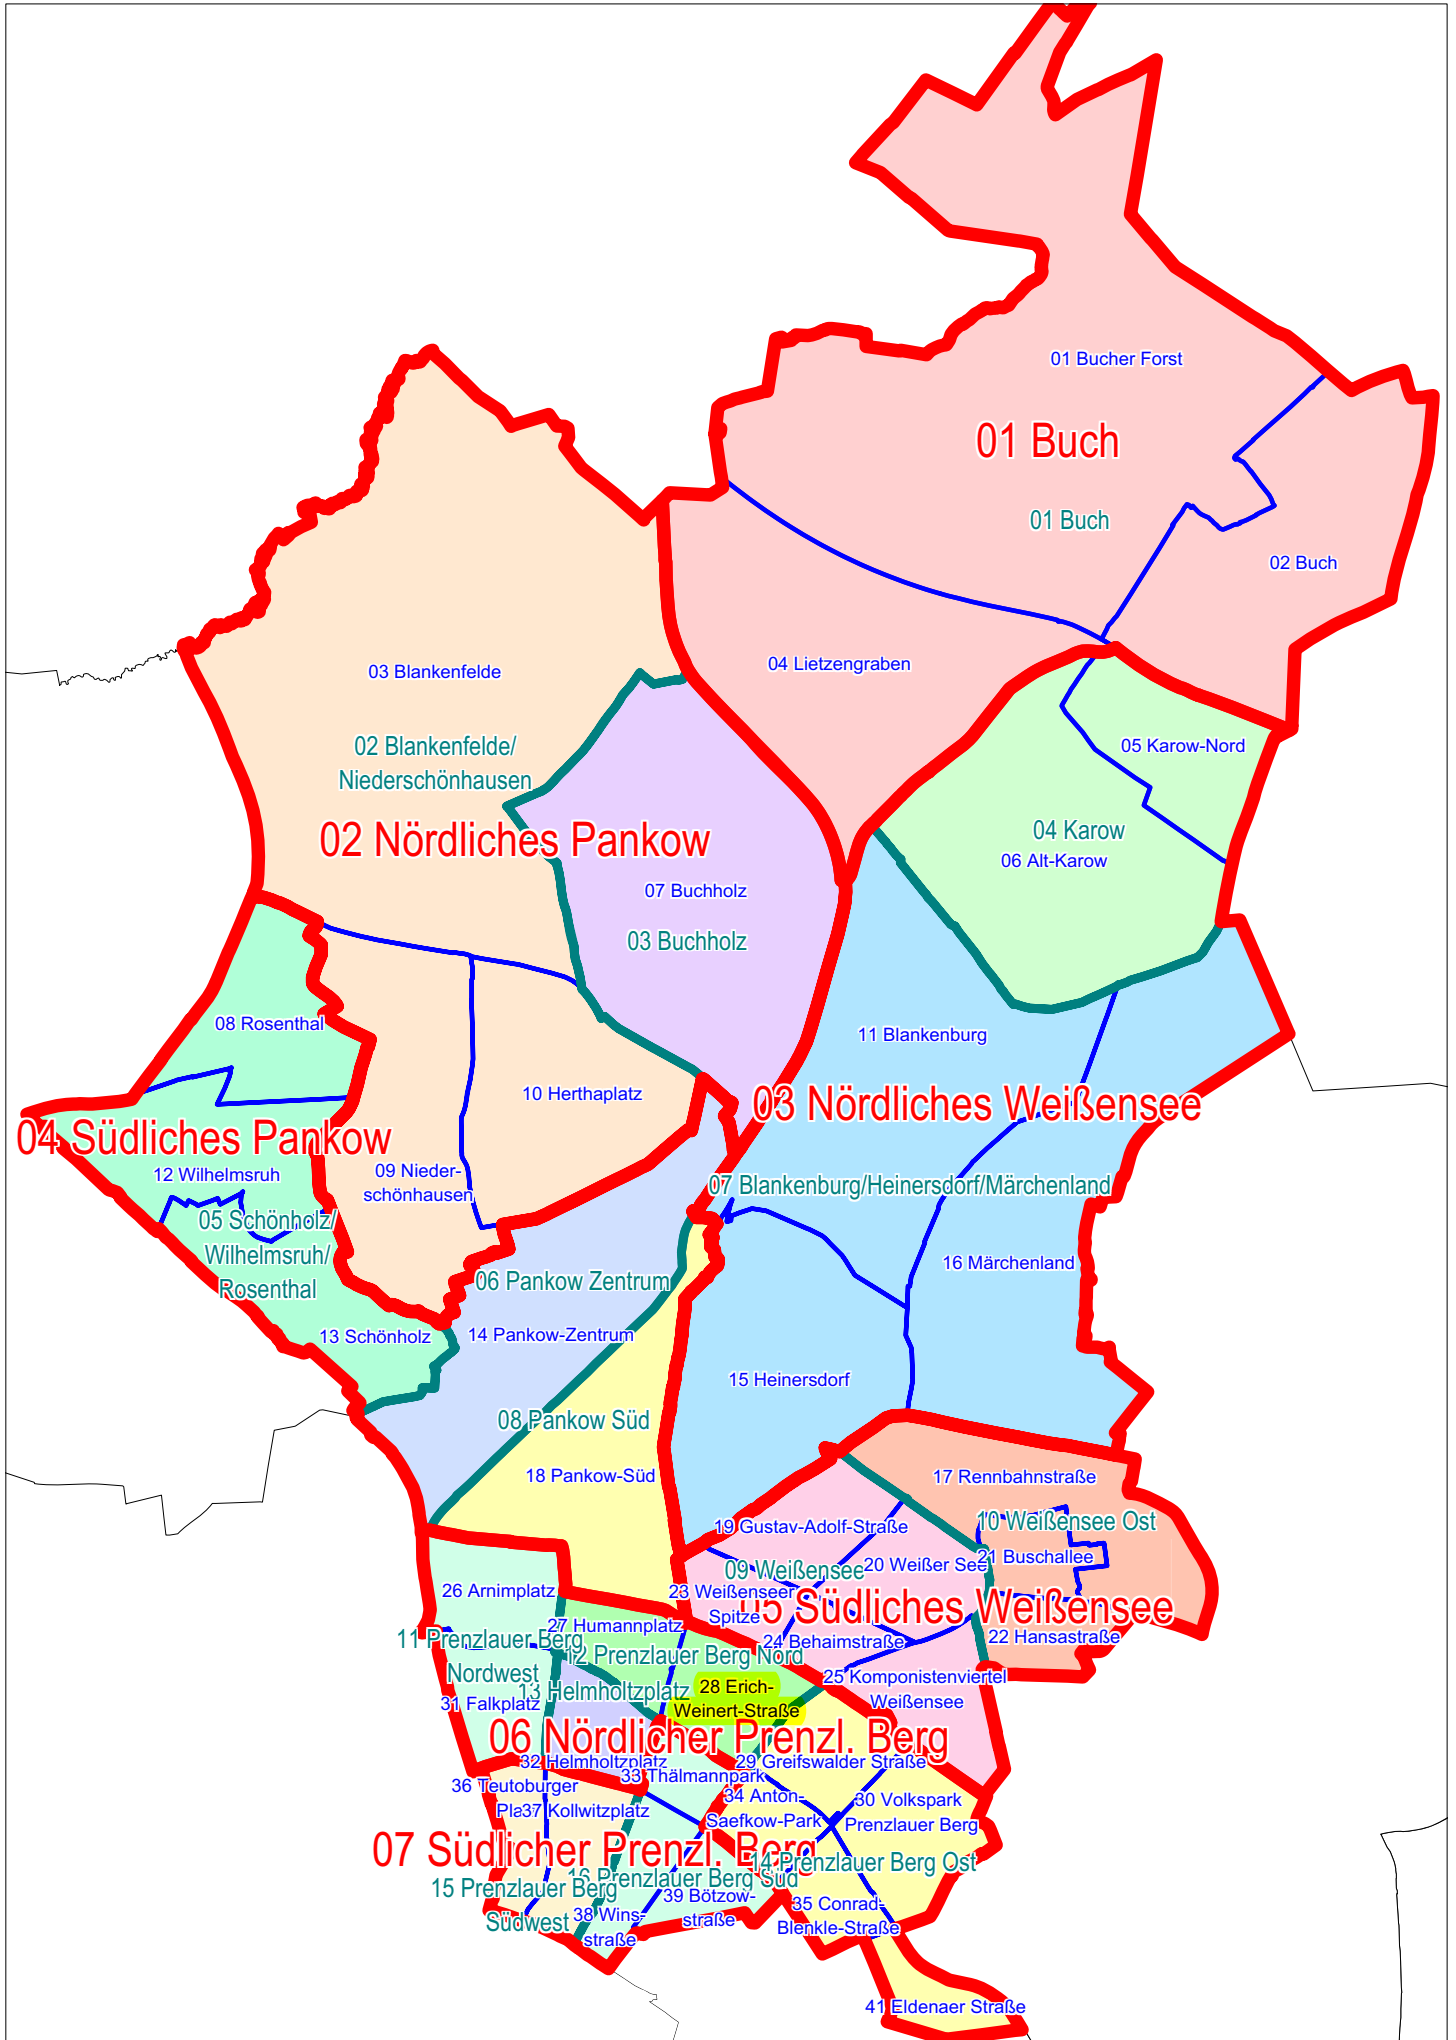 01 Bucher Forst
01 Buch
01 Buch
02 Buch
04 Lietzengraben
03 Blankenfelde
05 Karow-Nord
02 Blankenfelde/
Niederschönhausen
04 Karow
02 Nördliches Pankow
06 Alt-Karow
07 Buchholz
03 Buchholz
08 Rosenthal
11 Blankenburg
10 Herthaplatz
03 Nördliches Weißensee
04 Südliches Pankow
12 Wilhelmsruh
09 Nieder-
schönhausen
07 Blankenburg/Heinersdorf/Märchenland
05 Schönholz/
Wilhelmsruh/
Rosenthal
16 Märchenland
06 Pankow Zentrum
13 Schönholz
14 Pankow-Zentrum
15 Heinersdorf
08 Pankow Süd
18 Pankow-Süd
17 Rennbahnstraße
19 Gustav-Adolf-Straße
10 Weißensee Ost
20 Weißer See
21 Buschallee
09 Weißensee
26 Arnimplatz
23 Weißenseer
Spitze
05 Südliches Weißensee
27 Humannplatz
24 Behaimstraße
22 Hansastraße
11 Prenzlauer Berg
Nordwest
12 Prenzlauer Berg Nord
25 Komponistenviertel
Weißensee
13 Helmholtzplatz
28 Erich-
Weinert-Straße
31 Falkplatz
06 Nördlicher Prenzl. Berg
32 Helmholtzplatz
29 Greifswalder Straße
33 Thälmannpark
36 Teutoburger
Pla
37 Kollwitzplatz
34 Anton-
Saefkow-Park
30 Volkspark
Prenzlauer Berg
07 Südlicher Prenzl. Berg
14 Prenzlauer Berg Ost
16 Prenzlauer Berg Süd
15 Prenzlauer Berg
Südwest
39 Bötzow-
straße
38 Wins-
straße
35 Conrad-
Blenkle-Straße
41 Eldenaer Straße